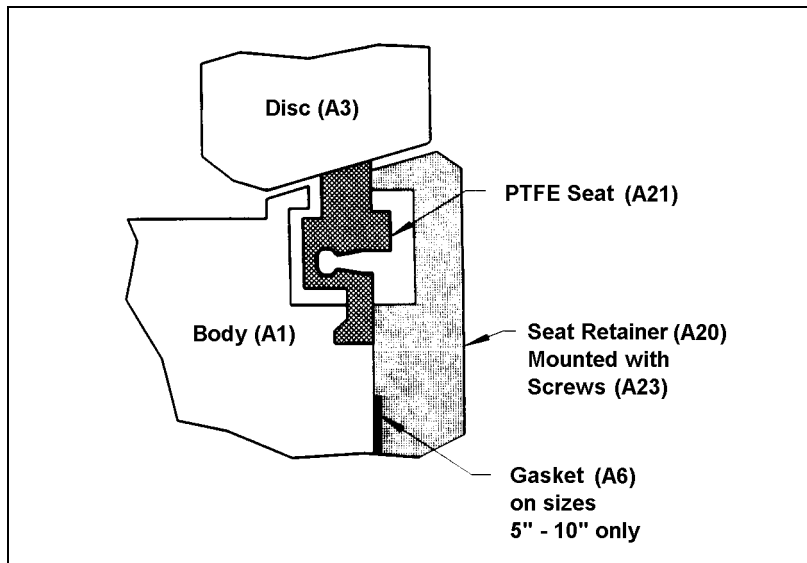 Disc (A3)
PTFE Seat (A21)
Body (A1)
Seat Retainer (A20)
Mounted with
Screws (A23)
Gasket (A6)
on sizes
5" - 10" only